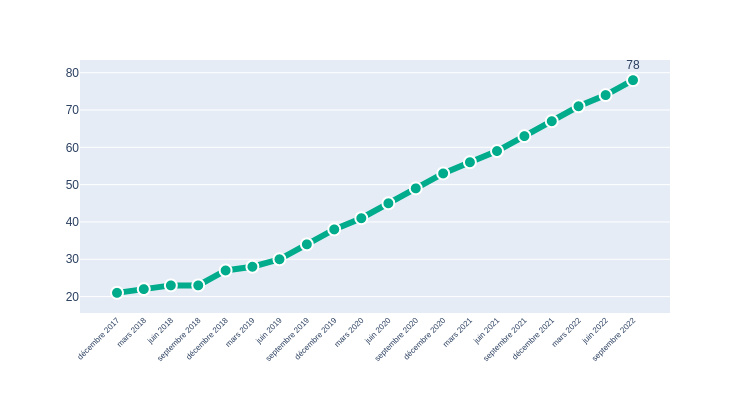 78
80
70
60
50
40
30
20
décembre 2017
mars 2018
juin 2018
septembre 2018
décembre 2018
mars 2019
juin 2019
septembre 2019
décembre 2019
mars 2020
juin 2020
septembre 2020
décembre 2020
mars 2021
juin 2021
septembre 2021
décembre 2021
mars 2022
juin 2022
septembre 2022